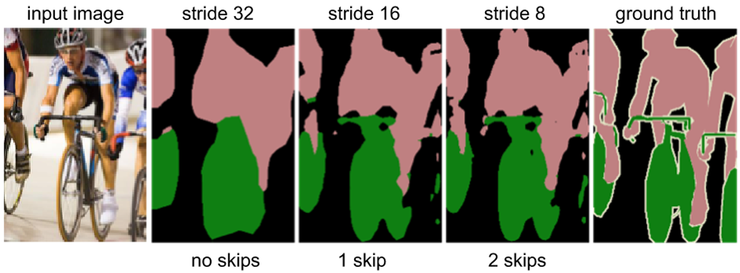 input image
stride 32
stride 16
stride 8
ground truth
no skips
1 skip
2 skips